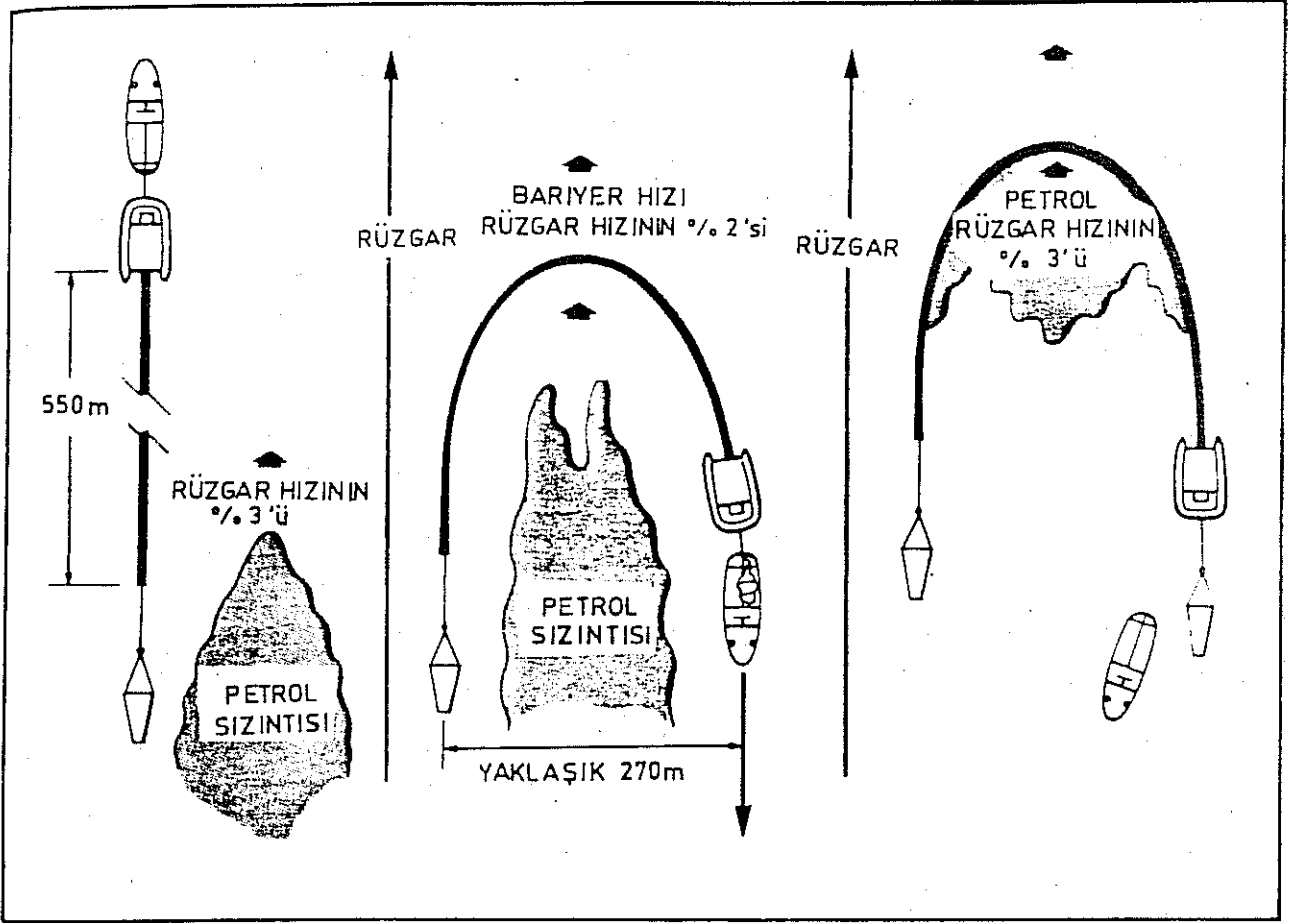 550m
RÜZGAR HIZININ
%3'ü
PETROL
SIZINTISI
RÜZGAR
BARIYER HIZI
RÜZGAR HIZININ %2'si
PETROL
SIZINTISI
YAKLAŞIK 270m
RÜZGAR
PETROL
RÜZGAR HIZININ
% 3'ü